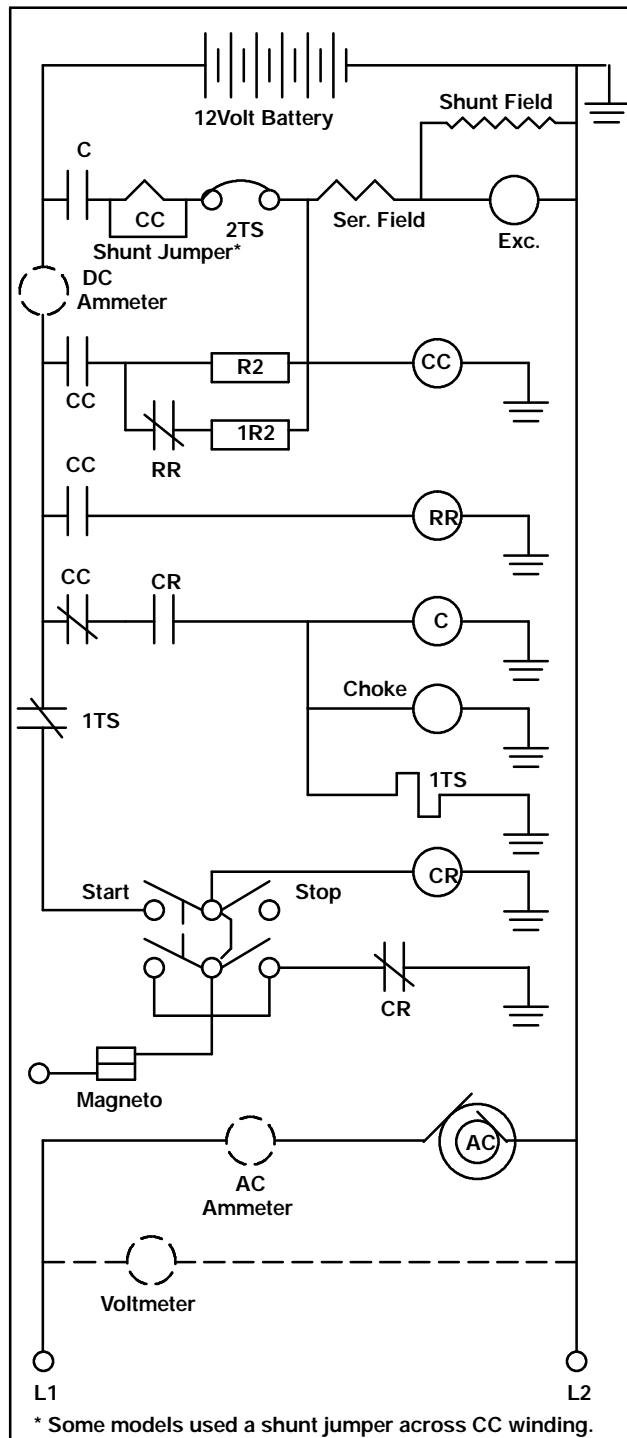 12Volt Battery
Shunt Field
C
CC
2TS
Ser. Field
Exc.
Shunt Jumper*
DC
Ammeter
R2
CC
CC
1R2
RR
CC
RR
CC
CR
C
Choke
1TS
1TS
Start
Stop
CR
CR
Magneto
AC
AC
Ammeter
Voltmeter
L1
L2
* Some models used a shunt jumper across CC winding.